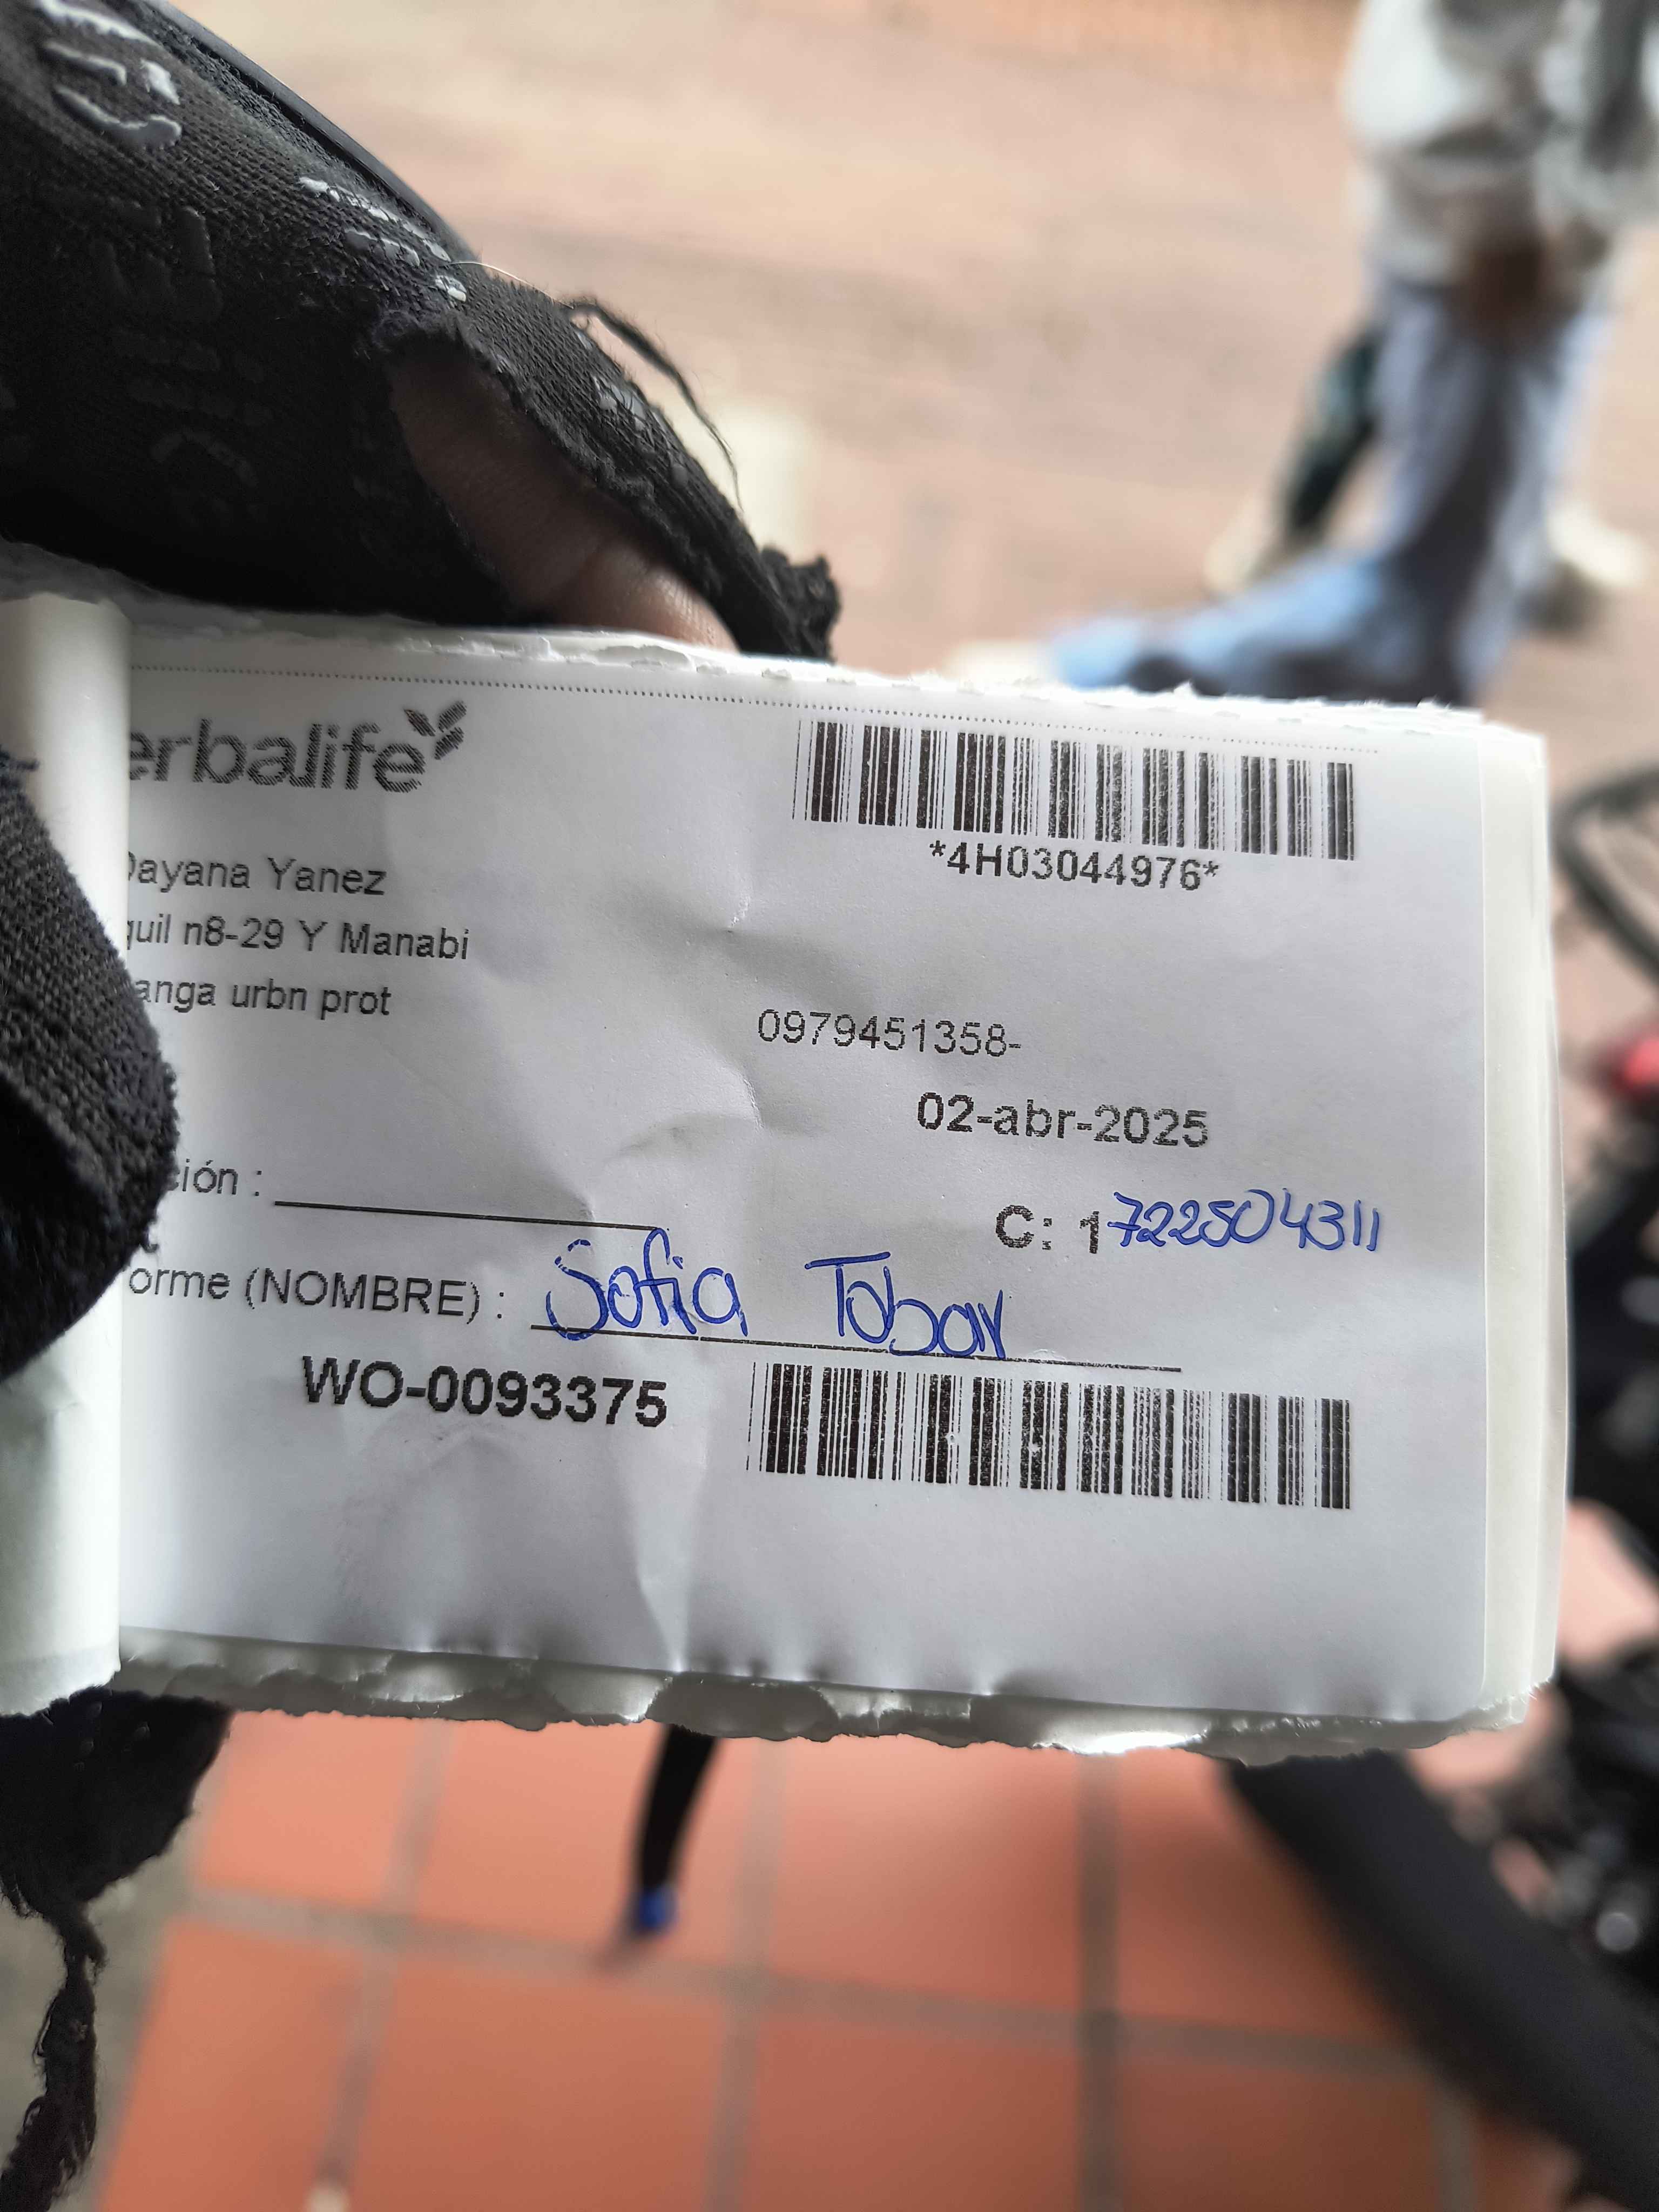 erbalife
*4H03044976*
Dayana Yanez
quil n8-29 Y Manabi
anga urbn prot
0979451358-
02-abr-2025
ción :
C: 1722504311
orme (NOMBRE) : Sofia Tobar
WO-0093375